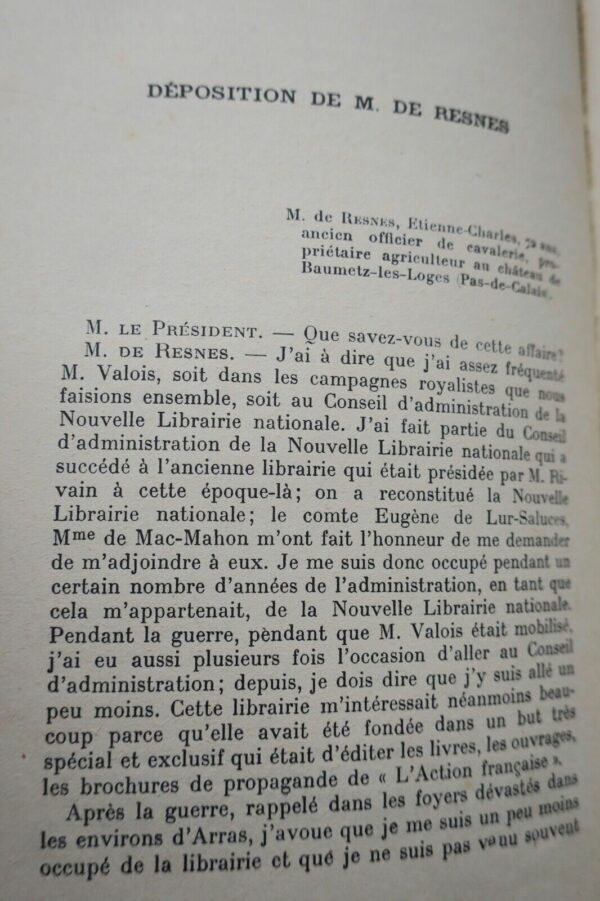 DÉPOSITION DE M. DE RESNES
M. de RESNES, Etienne-Charles, 79 ans,
ancien officier de cavalerie, pro-
priétaire agriculteur au château de
Baumetz-les-Loges (Pas-de-Calais).
M. LE PRÉSIDENT. — Que savez-vous de cette affaire?
M. DE RESNES. — J'ai à dire que j'ai assez fréquenté
M. Valois, soit dans les campagnes royalistes que nous
faisions ensemble, soit au Conseil d'administration de la
Nouvelle Librairie nationale. J'ai fait partie du Conseil
d'administration de la Nouvelle Librairie nationale qui a
succédé à l'ancienne librairie qui était présidée par M. Ri-
vain à cette époque-là; on a reconstitué la Nouvelle
Librairie nationale; le comte Eugène de Lur-Saluces,
Mme de Mac-Mahon m'ont fait l'honneur de me demander
de m'adjoindre à eux. Je me suis donc occupé pendant un
certain nombre d'années de l'administration, en tant que
cela m'appartenait, de la Nouvelle Librairie nationale.
Pendant la guerre, pèndant que M. Valois était mobilisé,
j'ai eu aussi plusieurs fois l'occasion d'aller au Conseil
d'administration; depuis, je dois dire que j'y suis allé un
peu moins. Cette librairie m'intéressait néanmoins beau-
coup parce qu'elle avait été fondée dans un but très
spécial et exclusif qui était d'éditer les livres, les ouvrages,
les brochures de propagande de « L'Action française ».
Après la guerre, rappelé dans les foyers dévastés dans
les environs d'Arras, j'avoue que je me suis un peu moins
occupé de la librairie et que je ne suis pas venu souvent